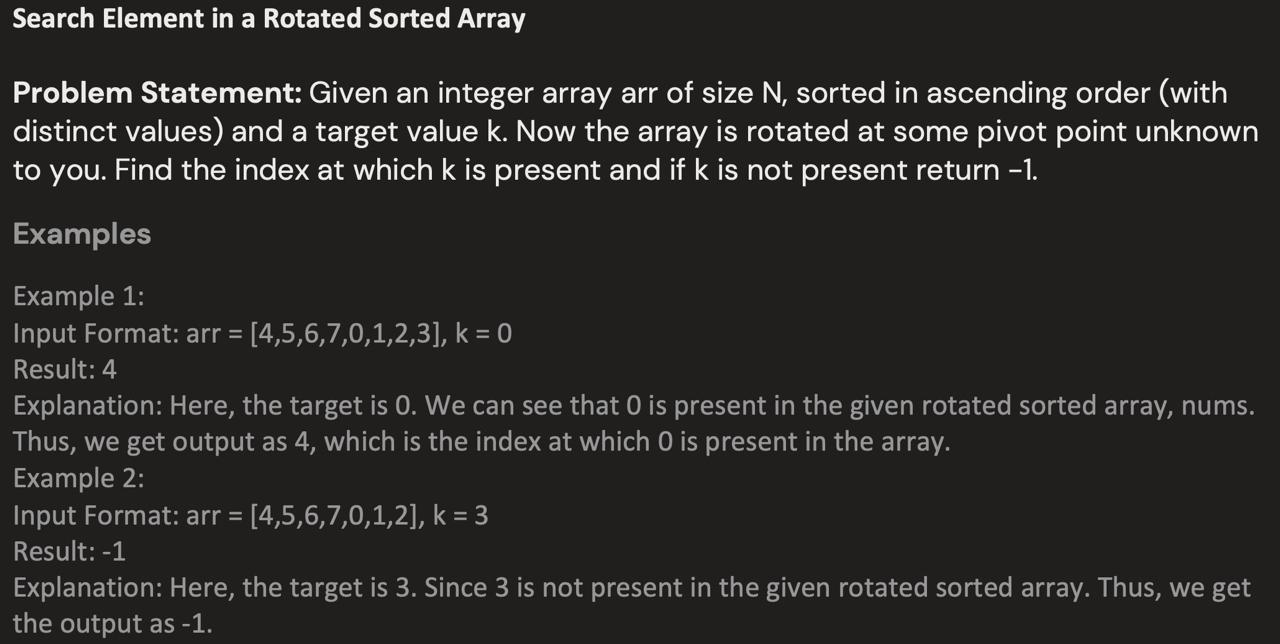 Search Element in a Rotated Sorted Array
Problem Statement: Given an integer array arr of size N, sorted in ascending order (with
distinct values) and a target value k. Now the array is rotated at some pivot point unknown
to you. Find the index at which k is present and if k is not present return -1.
Examples
Example 1:
Input Format: arr = [4,5,6,7,0,1,2,3], k = 0
Result: 4
Explanation: Here, the target is 0. We can see that 0 is present in the given rotated sorted array, nums.
Thus, we get output as 4, which is the index at which 0 is present in the array.
Example 2:
Input Format: arr = [4,5,6,7,0,1,2], k = 3
Result: -1
Explanation: Here, the target is 3. Since 3 is not present in the given rotated sorted array. Thus, we get
the output as -1.